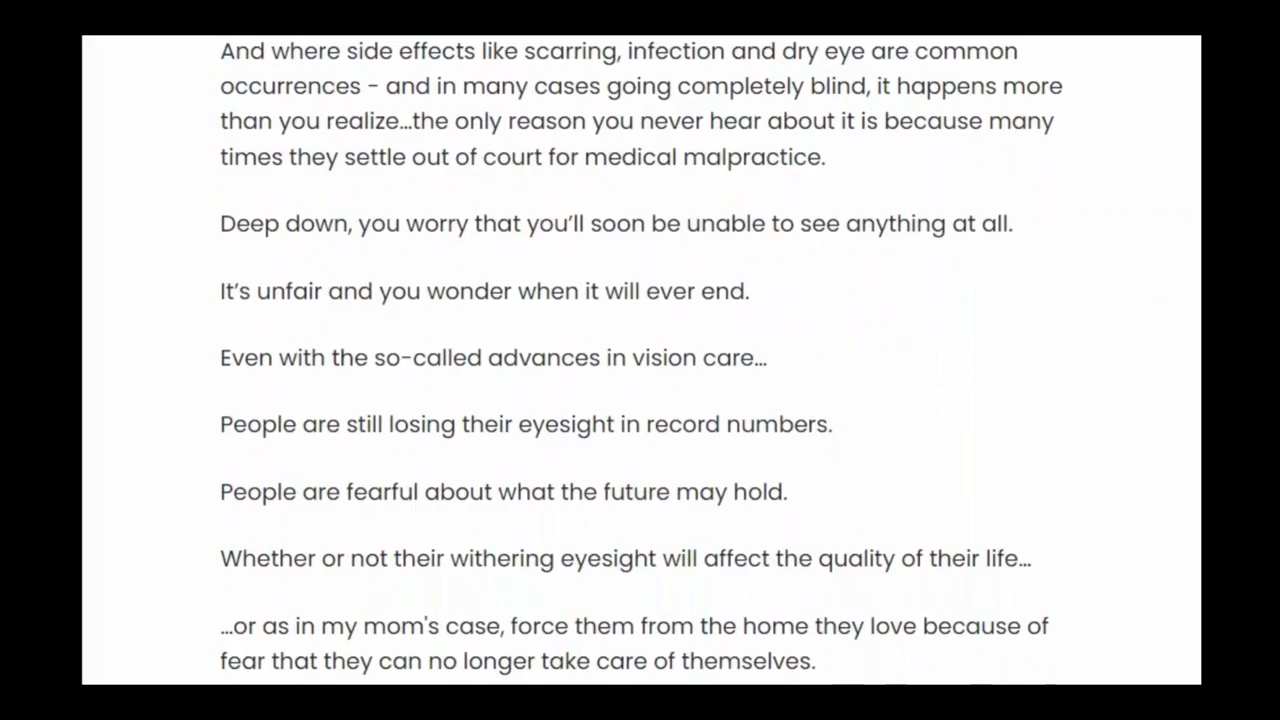 And where side effects like scarring, infection and dry eye are common
occurrences - and in many cases going completely blind, it happens more
than you realize...the only reason you never hear about it is because many
times they settle out of court for medical malpractice.
Deep down, you worry that you’ll soon be unable to see anything at all.
It’s unfair and you wonder when it will ever end.
Even with the so-called advances in vision care...
People are still losing their eyesight in record numbers.
People are fearful about what the future may hold.
Whether or not their withering eyesight will affect the quality of their life...
...or as in my mom's case, force them from the home they love because of
fear that they can no longer take care of themselves.